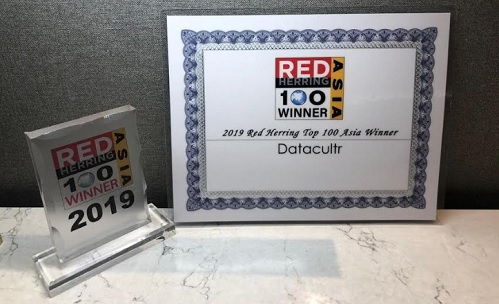 RED
HERRING
100
WINNER
ASIA
2019
RED
HERRING
100
WINNER
ASIA
2019 Red Herring Top 100 Asia Winner
Datacultr